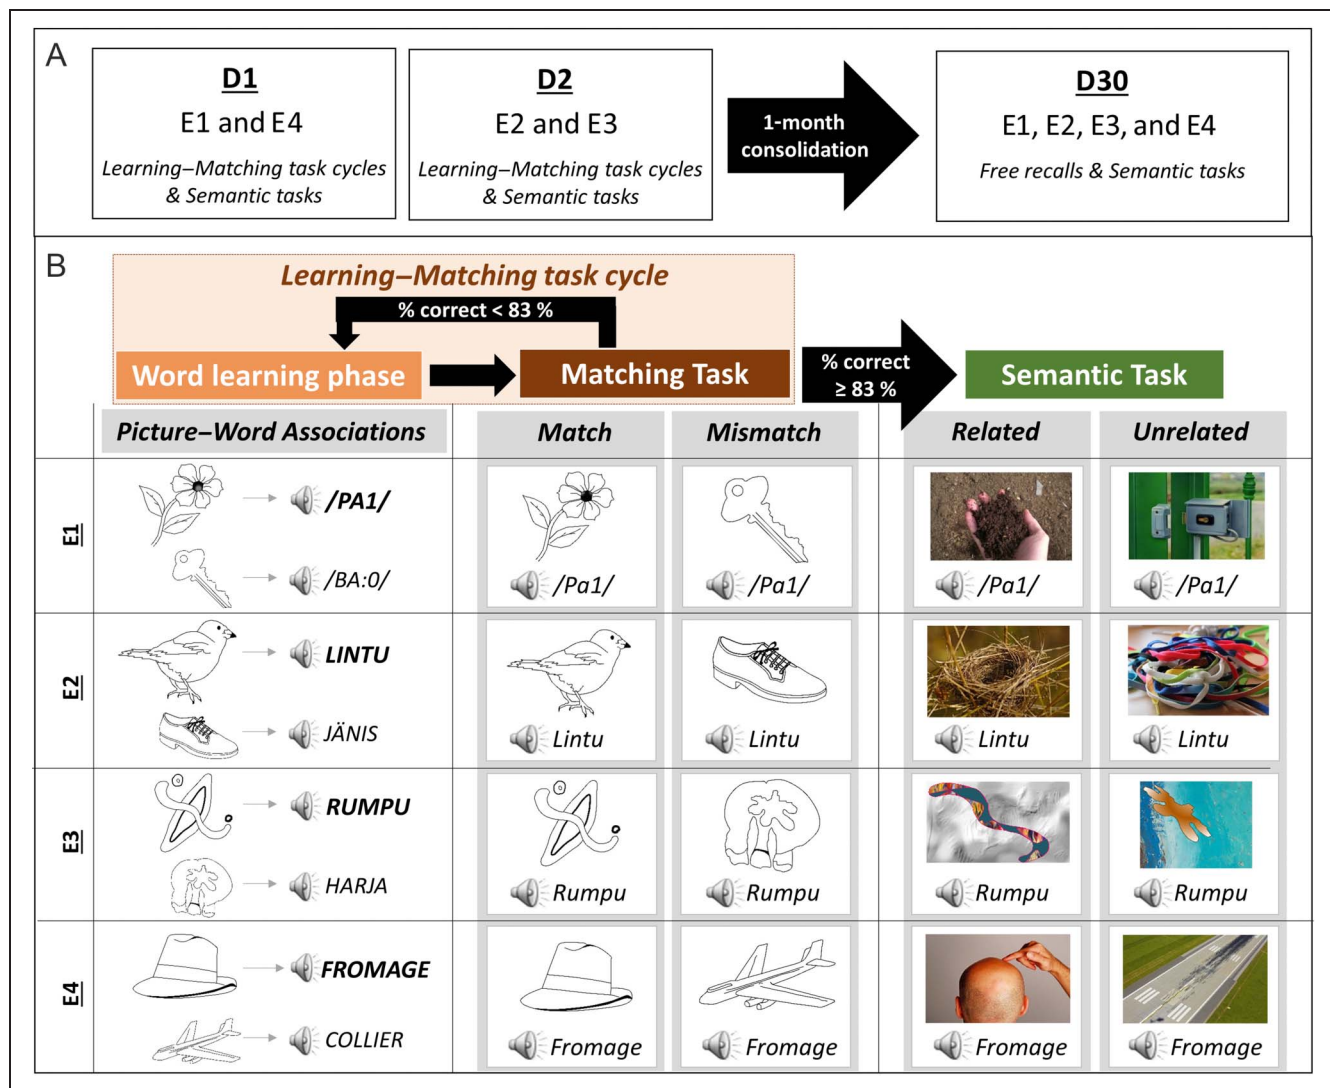 A
D1
E1 and E4
Learning–Matching task cycles
& Semantic tasks
D2
E2 and E3
Learning–Matching task cycles
& Semantic tasks
1-month
consolidation
D30
E1, E2, E3, and E4
Free recalls & Semantic tasks
B
Learning–Matching task cycle
% correct < 83 %
Word learning phase
Matching Task
% correct
≥ 83 %
Semantic Task
Picture–Word Associations
Match
Mismatch
Related
Unrelated
E1
/PA1/
/BA:0/
/Pa1/
/Pa1/
/Pa1/
/Pa1/
E2
LINTU
JÄNIS
Lintu
Lintu
Lintu
Lintu
E3
RUMPU
HARJA
Rumpu
Rumpu
Rumpu
Rumpu
E4
FROMAGE
COLLIER
Fromage
Fromage
Fromage
Fromage